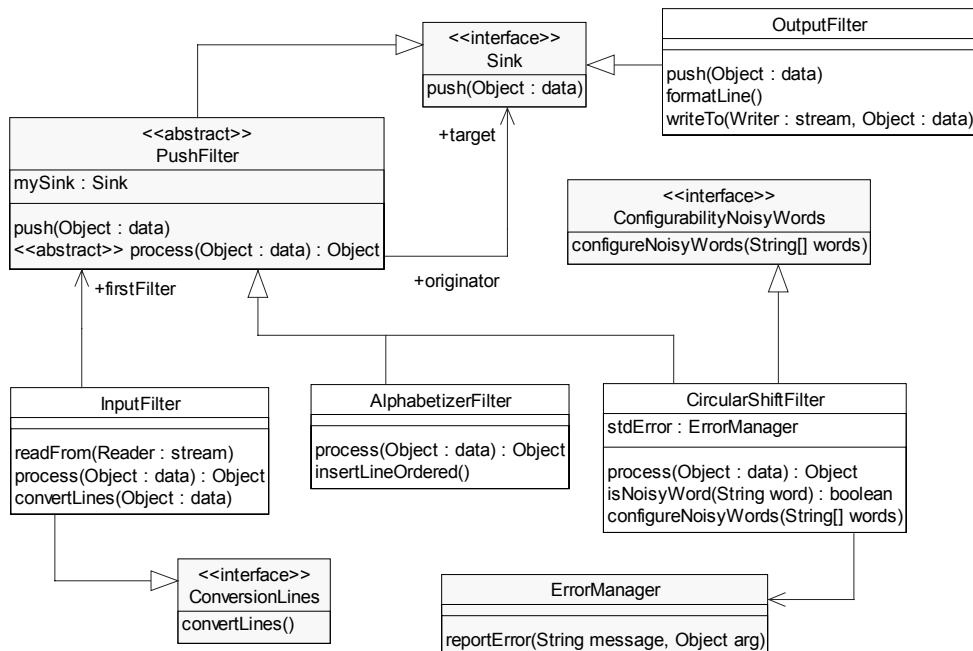 <<interface>>
Sink
push(Object : data)
OutputFilter
push(Object : data)
formatLine()
writeTo(Writer : stream, Object : data)
<<abstract>>
PushFilter
mySink : Sink
push(Object : data)
<<abstract>> process(Object : data) : Object
+target
+originator
+firstFilter
<<interface>>
ConfigurabilityNoisyWords
configureNoisyWords(String[] words)
InputFilter
readFrom(Reader : stream)
process(Object : data) : Object
convertLines(Object : data)
AlphabetizerFilter
process(Object : data) : Object
insertLineOrdered()
CircularShiftFilter
stdError : ErrorManager
process(Object : data) : Object
isNoisyWord(String word) : boolean
configureNoisyWords(String[] words)
<<interface>>
ConversionLines
convertLines()
ErrorManager
reportError(String message, Object arg)